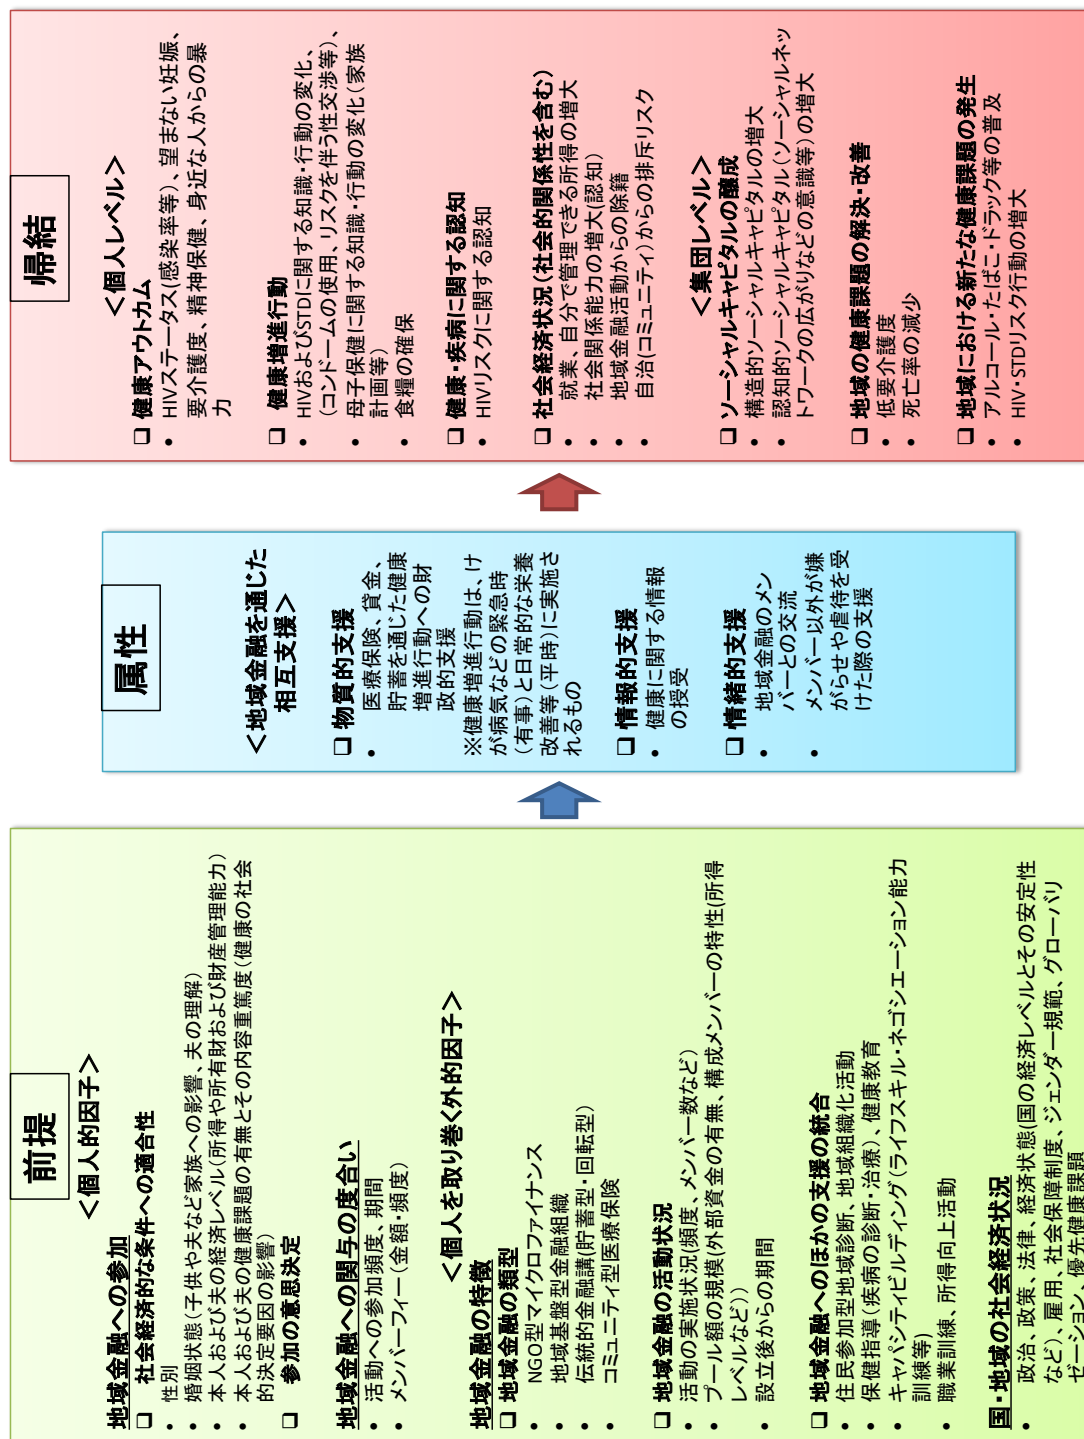 前提
＜個人的因子＞
地域金融への参加
❑ 社会経済的な条件への適合性
• 性別
• 婚姻状態（子供や夫など家族への影響、夫の理解）
• 本人および夫の経済レベル（所得や所有財および財産管理能力）
• 本人および夫の健康課題の有無とその内容重篤度（健康の社会
的決定要因の影響）
❑ 参加の意思決定
地域金融への関与の度合い
• 活動への参加頻度、期間
• メンバーフィー（金額・頻度）
＜個人を取り巻く外的因子＞
地域金融の特徴
❑ 地域金融の類型
• NGO型マイクロファイナンス
• 地域基盤型金融組織
• 伝統的金融講（貯蓄型・回転型）
• コミュニティ型医療保険
❑ 地域金融の活動状況
• 活動の実施状況（頻度、メンバー数など）
• プール額の規模（外部資金の有無、構成メンバーの特性（所得
レベルなど））
• 設立後からの期間
❑ 地域金融へのほかの支援の統合
• 住民参加型地域診断、地域組織化活動
• 保健指導（疾病の診断・治療）、健康教育
• キャパシティビルディング（ライフスキル・ネゴシエーション能力
訓練等）
• 職業訓練、所得向上活動
国・地域の社会経済状況
• 政治、政策、法律、経済状態（国の経済レベルとその安定性
など）、雇用、社会保障制度、ジェンダー規範、グローバリ
ゼーション、優先健康課題
属性
＜地域金融を通じた
相互支援＞
❑ 物質的支援
• 医療保険、貸金、
貯蓄を通じた健康
増進行動への財
政的支援
※健康増進行動は、け
が病気などの緊急時
（有事）と日常的な栄養
改善等（平時）に実施さ
れるもの
❑ 情報的支援
• 健康に関する情報
の授受
❑ 情緒的支援
• 地域金融のメン
バーとの交流
• メンバー以外が嫌
がらせや虐待を受
けた際の支援
帰結
＜個人レベル＞
❑ 健康アウトカム
• HIVステータス(感染率等）、望まない妊娠、
要介護度、精神保健、身近な人からの暴
力
❑ 健康増進行動
• HIVおよびSTDに関する知識・行動の変化、
（コンドームの使用、リスクを伴う性交渉等）、
• 母子保健に関する知識・行動の変化（家族
計画等）
• 食糧の確保
❑ 健康・疾病に関する認知
• HIVリスクに関する認知
❑ 社会経済状況（社会的関係性を含む）
• 就業、自分で管理できる所得の増大
• 社会関係能力の増大(認知）
• 地域金融活動からの除籍
• 自治(コミュニティ）からの排斥リスク
＜集団レベル＞
❑ ソーシャルキャピタルの醸成
• 構造的ソーシャルキャピタルの増大
• 認知的ソーシャルキャピタル（ソーシャルネッ
トワークの広がりなどの意識等）の増大
❑ 地域の健康課題の解決・改善
• 低要介護度
• 死亡率の減少
❑ 地域における新たな健康課題の発生
• アルコール・たばこ・ドラック等の普及
• HIV・STDリスク行動の増大